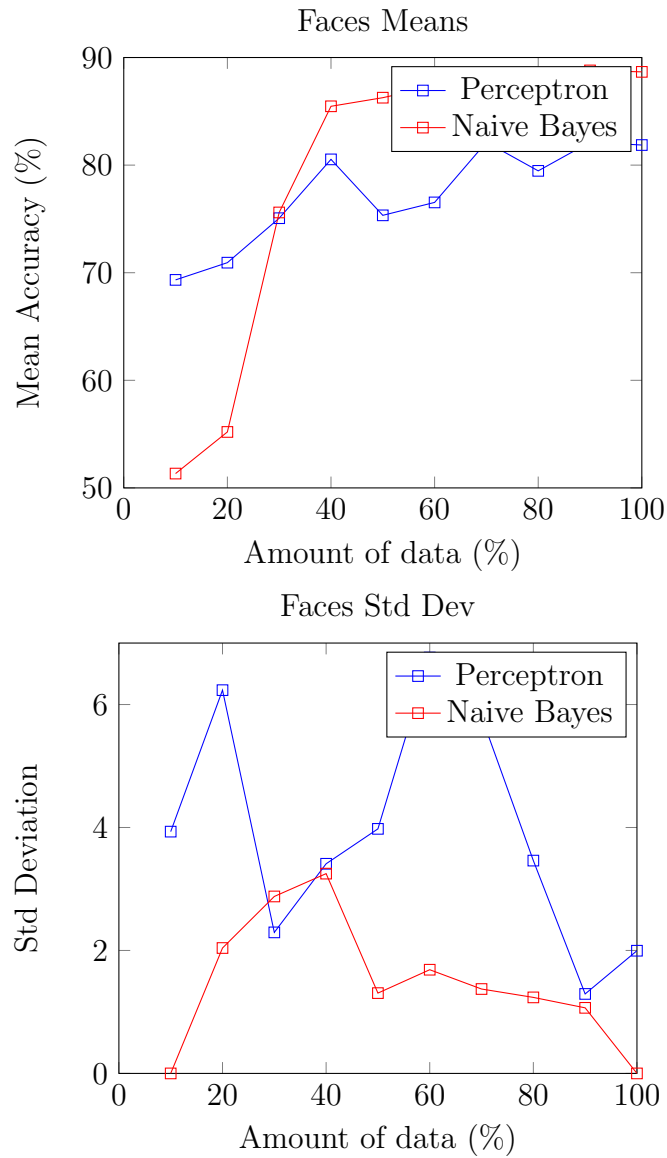 Faces Means
90
80
70
60
50
0
20
40
60
80
100
Mean Accuracy (%)
Amount of data (%)
Perceptron
Naive Bayes
Faces Std Dev
6
4
2
0
0
20
40
60
80
100
Std Deviation
Amount of data (%)
Perceptron
Naive Bayes